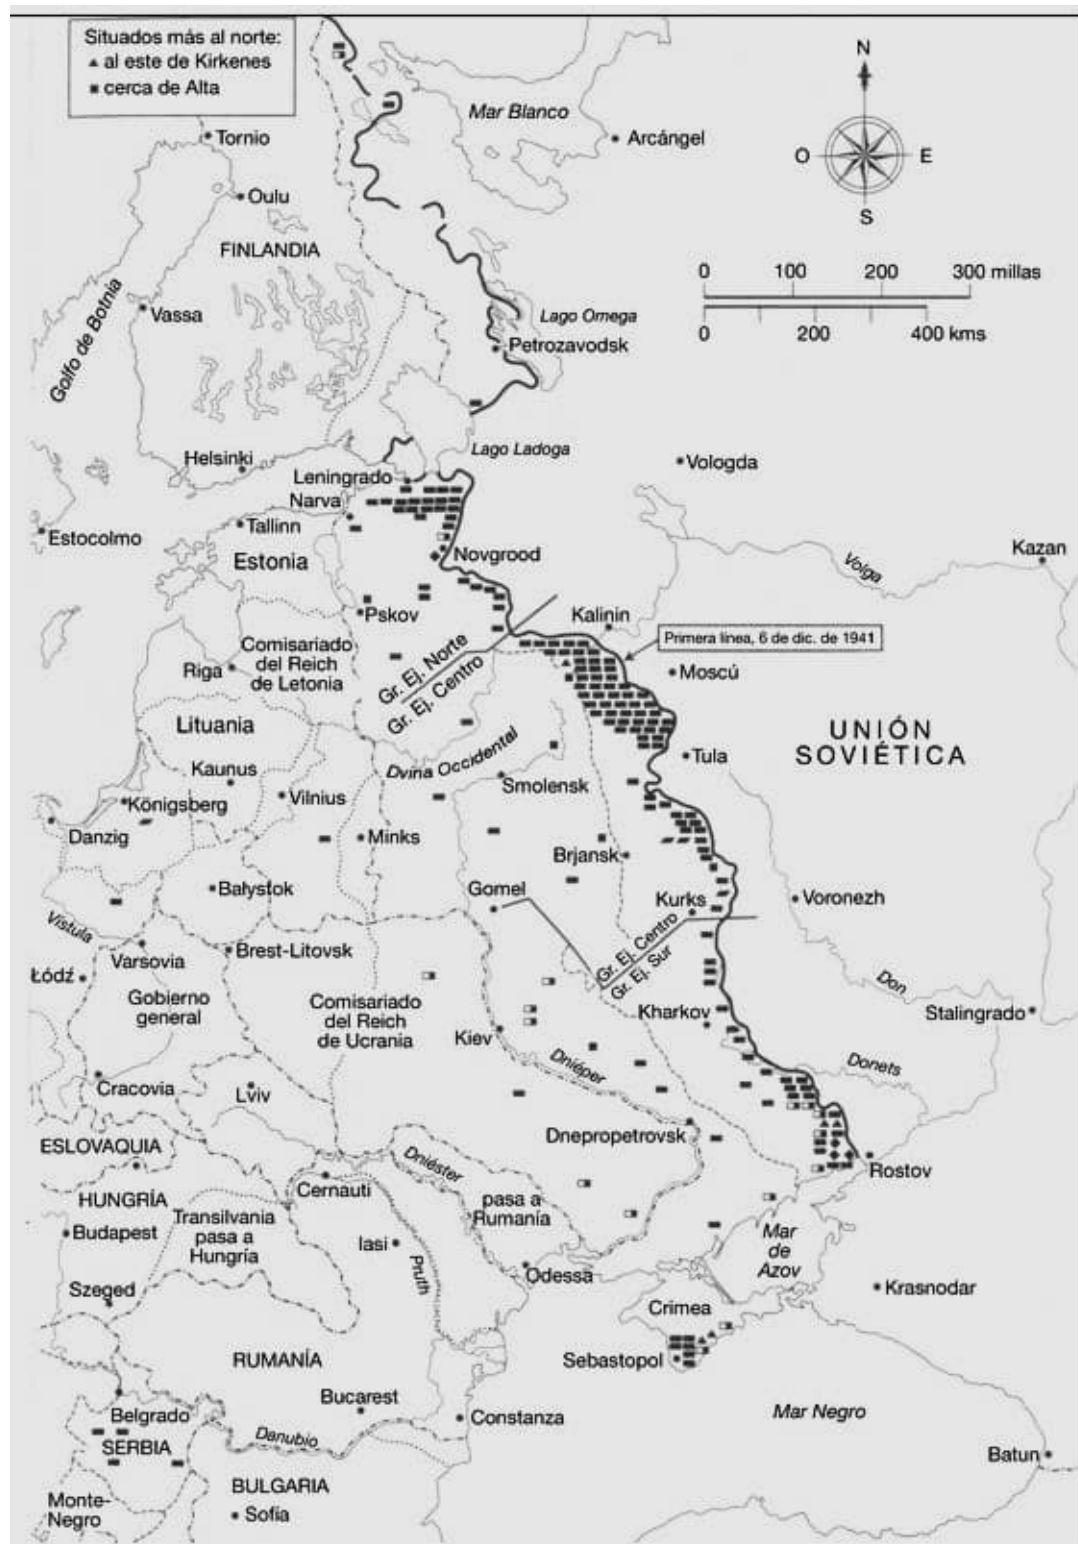 Situados más al norte:
▲ al este de Kirkenes
■ cerca de Alta
N
O
E
S
Mar Blanco
Arcángel
Tornio
Oulu
FINLANDIA
Golfo de Botnia
Vassa
0 100 200 300 millas
0 200 400 kms
Lago Omega
Petrozavodsk
Lago Ladoga
Helsinki
Leningrado
Narva
Vologda
Estocolmo
Tallinn
Estonia
Novgrood
Volga
Kazan
Pskov
Kalinin
Primera línea, 6 de dic. de 1941
Comisariado
del Reich
de Letonia
Riga
Gr. Ej. Norte
Gr. Ej. Centro
Moscú
Lituania
UNIÓN
SOVIÉTICA
Tula
Dvina Occidental
Kaunus
Smolensk
Königsberg
Vilnius
Danzig
Minks
Brjansk
Bałystok
Gomel
Kurks
Voronezh
Vístula
Varsovia
Brest-Litovsk
Gr. Ej. Centro
Gr. Ej. Sur
Łódź
Gobierno
general
Comisariado
del Reich
de Ucrania
Don
Kharkov
Stalingrado
Kiev
Dniéper
Donets
Cracovia
Lviv
Dnepropetrovsk
ESLOVAQUIA
Dniéster
Rostov
Cernauti
HUNGRÍA
Transilvania
pasa a
Hungría
pasa a
Rumanía
Budapest
Iasi
Pruth
Mar
de
Azov
Odessa
Szeged
Krasnodar
Crimea
RUMANÍA
Sebastopol
Bucarest
Belgrado
Constanza
Mar Negro
Danubio
SERBIA
Batun
BULGARIA
Monte-
Negro
Sofía